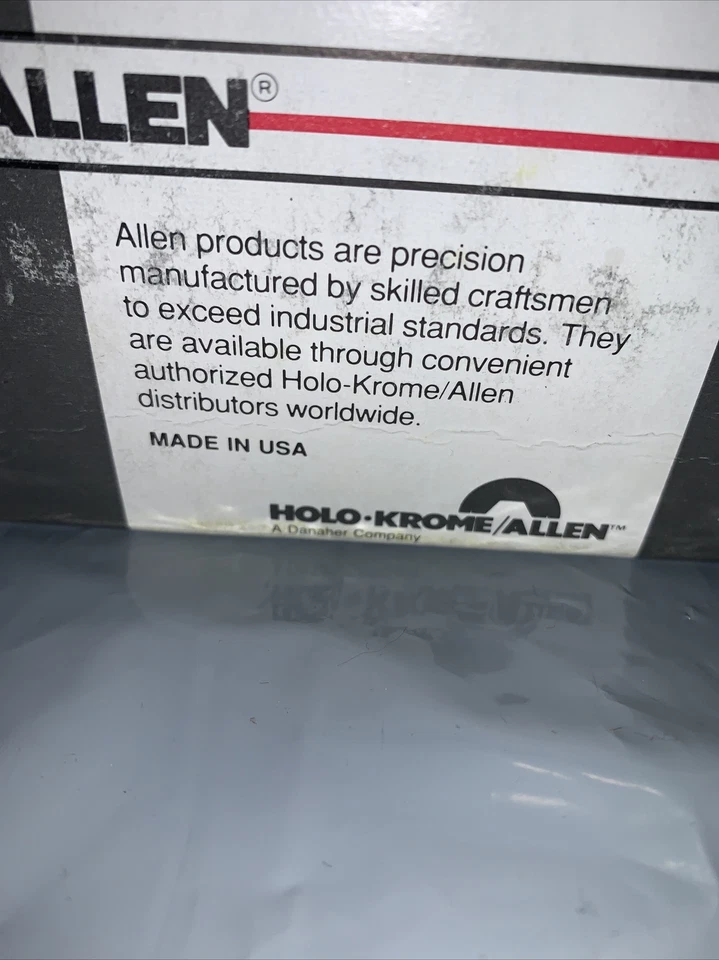 ALLEN®
Allen products are precision
manufactured by skilled craftsmen
to exceed industrial standards. They
are available through convenient
authorized Holo-Krome/Allen
distributors worldwide.
MADE IN USA
HOLO-KROME/ALLEN™
A Danaher Company